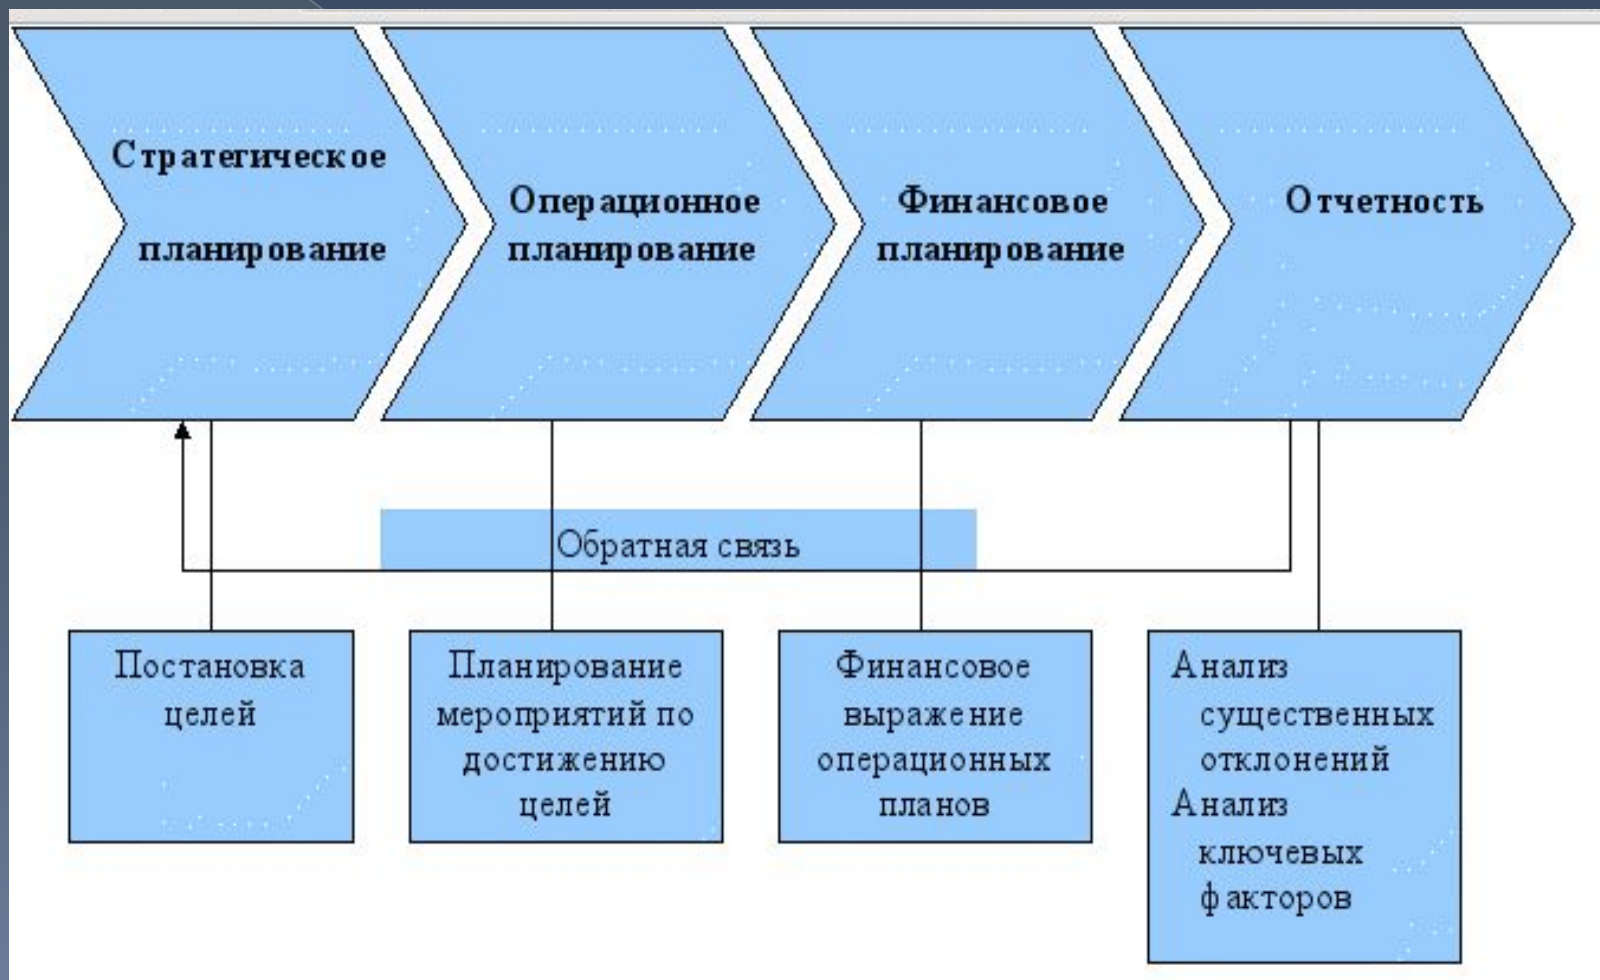 Стратегическое
планирование
Операционное
планирование
Финансовое
планирование
Отчетность
Обратная связь
Постановка
целей
Планирование
мероприятий по
достижению
целей
Финансовое
выражение
операционных
планов
Анализ
существенных
отклонений
Анализ
ключевых
факторов